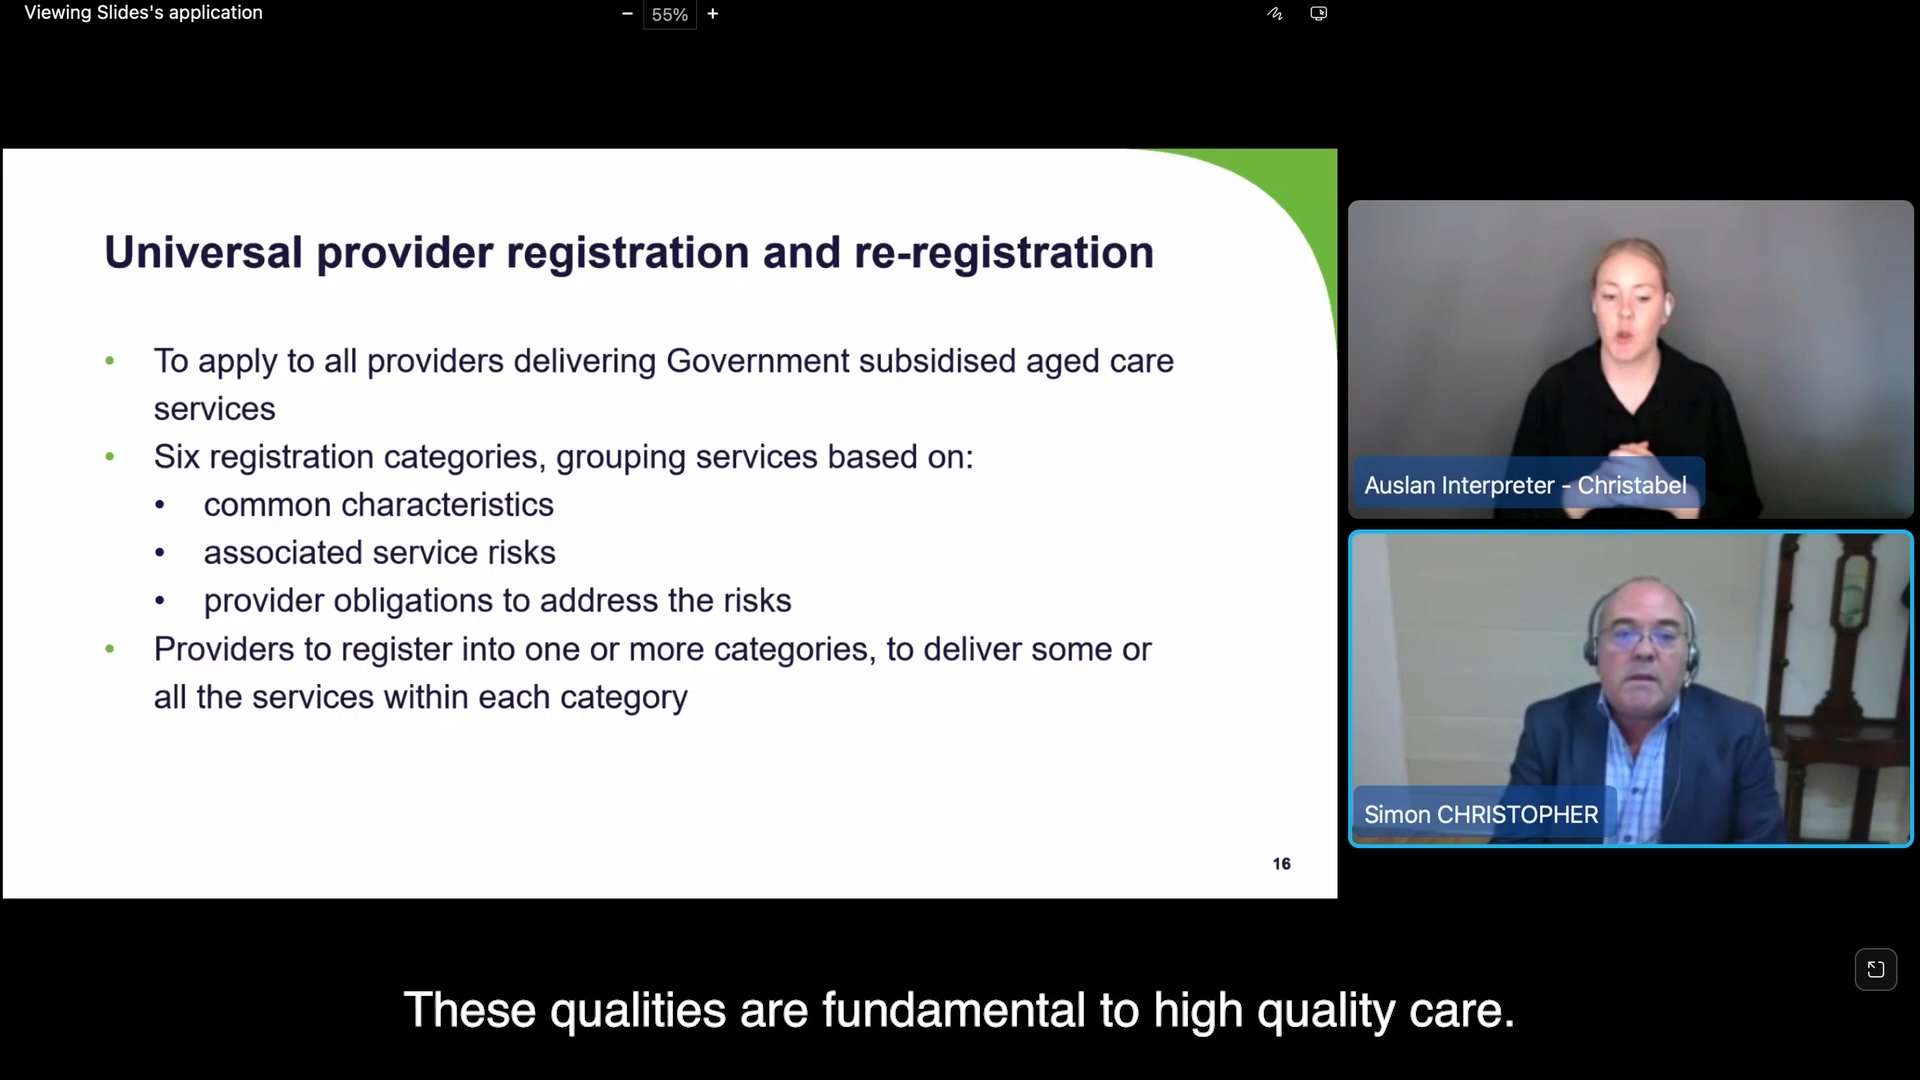 Viewing Slides's application
− 55% +
Universal provider registration and re-registration
• To apply to all providers delivering Government subsidised aged care
services
• Six registration categories, grouping services based on:
• common characteristics
• associated service risks
• provider obligations to address the risks
• Providers to register into one or more categories, to deliver some or
all the services within each category
16
Auslan Interpreter - Christabel
Simon CHRISTOPHER
These qualities are fundamental to high quality care.